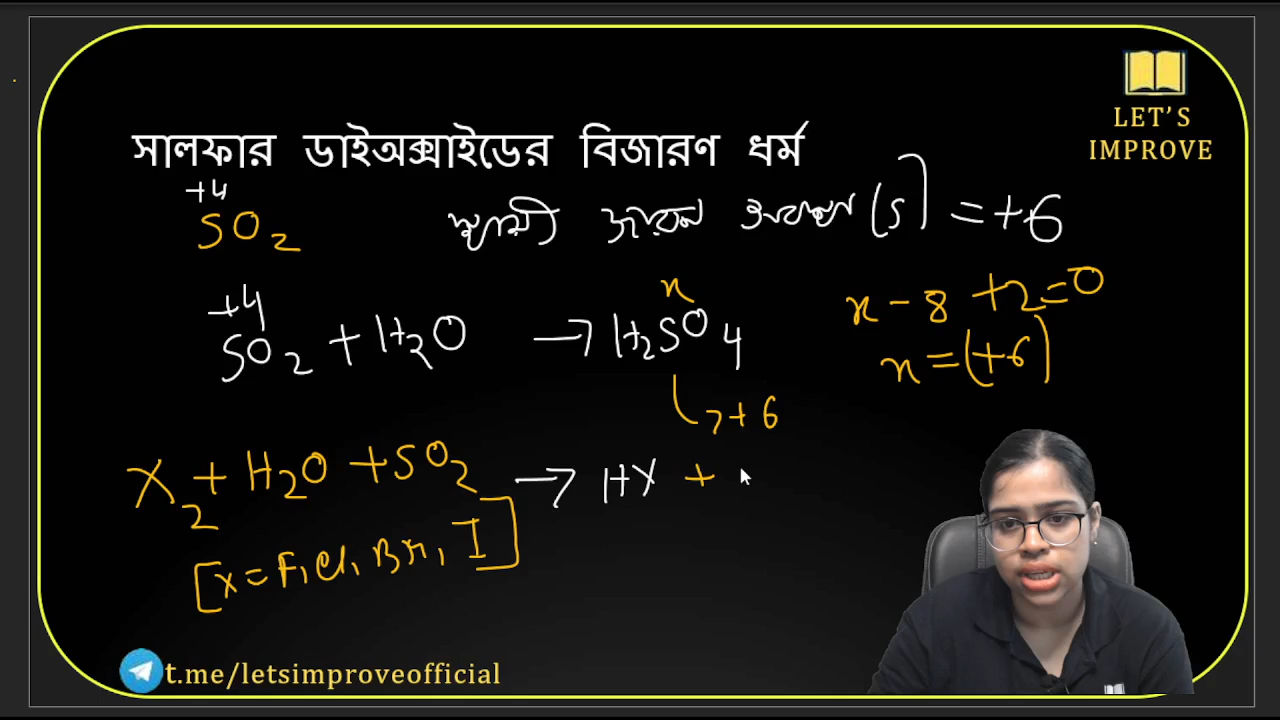 LET'S
IMPROVE
সালফার ডাইঅক্সাইডের বিজারণ ধর্ম
+4
SO2 স্থায়ী জারন অবস্থা (S) = +6
+4 x
SO2 + H2O → H2SO4
x - 8 + 2 = 0
x = (+6)
→ +6
X2 + H2O + SO2 → HX +
[X = F, Cl, Br, I]
t.me/letsimproveofficial